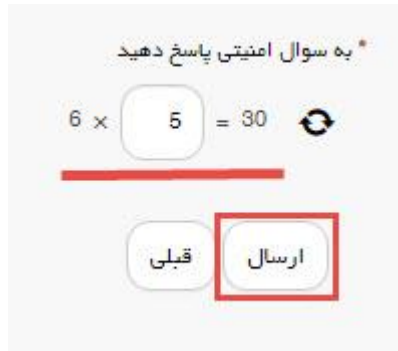 * به سوال امنیتی پاسخ دهید
6 × 5 = 30
ارسال
قبلی